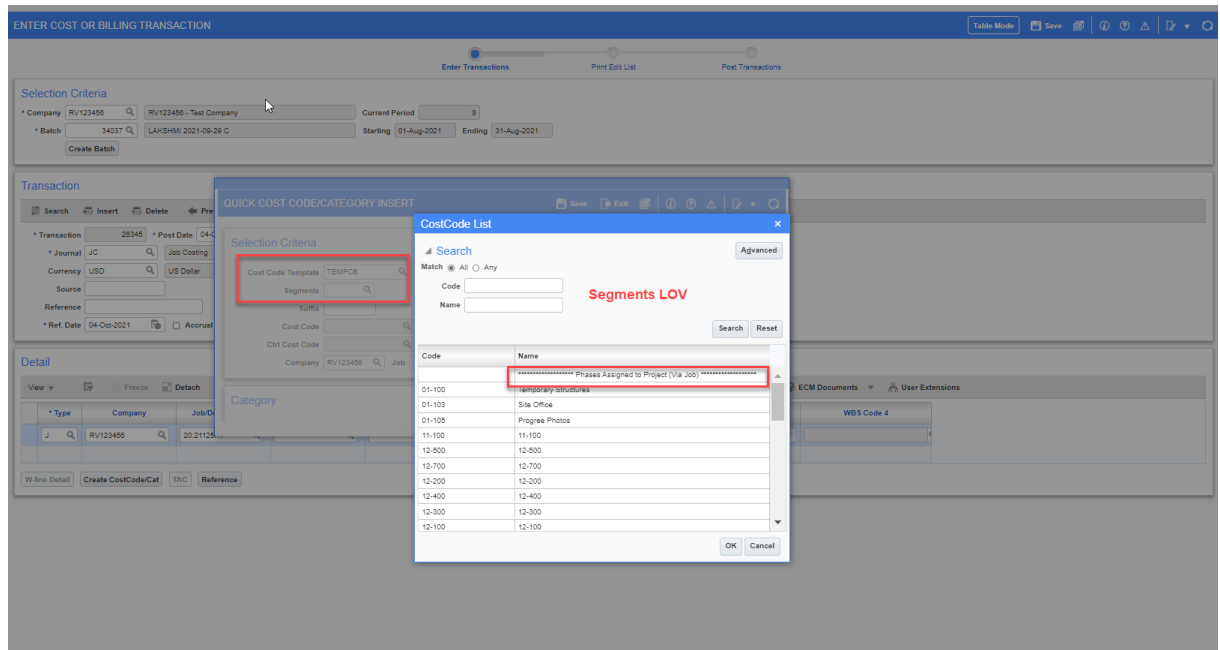 ENTER COST OR BILLING TRANSACTION
Table Mode Save
Enter Transactions Print Edit List Post Transactions
Selection Criteria
* Company RV123456 RV123456 - Test Company Current Period 8
* Batch 34037 LAKSHMI 2021-09-29 C Starting 01-Aug-2021 Ending 31-Aug-2021
Create Batch
Transaction
Search Insert Delete Pre
* Transaction 26345 * Post Date 04-O
* Journal JC Job Costing
Currency USD US Dollar
Source
Reference
* Ref. Date 04-Oct-2021 Accrual
QUICK COST CODE/CATEGORY INSERT Save Exit
Selection Criteria
Cost Code Template TEMPCS
Segments
Suffix
Cost Code
Ctrl Cost Code
Company RV123456 Job
Category
CostCode List
Search Advanced
Match All Any
Code
Name
Segments LOV
Search Reset
Code Name
******************* Phases Assigned to Project (Via Job) *******************
01-100 Temporary Structures
01-103 Site Office
01-105 Progree Photos
11-100 11-100
12-500 12-500
12-700 12-700
12-200 12-200
12-400 12-400
12-300 12-300
12-100 12-100
OK Cancel
Detail
View Freeze Detach ECM Documents User Extensions
* Type Company Job/De WBS Code 4
J RV123456
W-line Detail Create CostCode/Cat TAC Reference